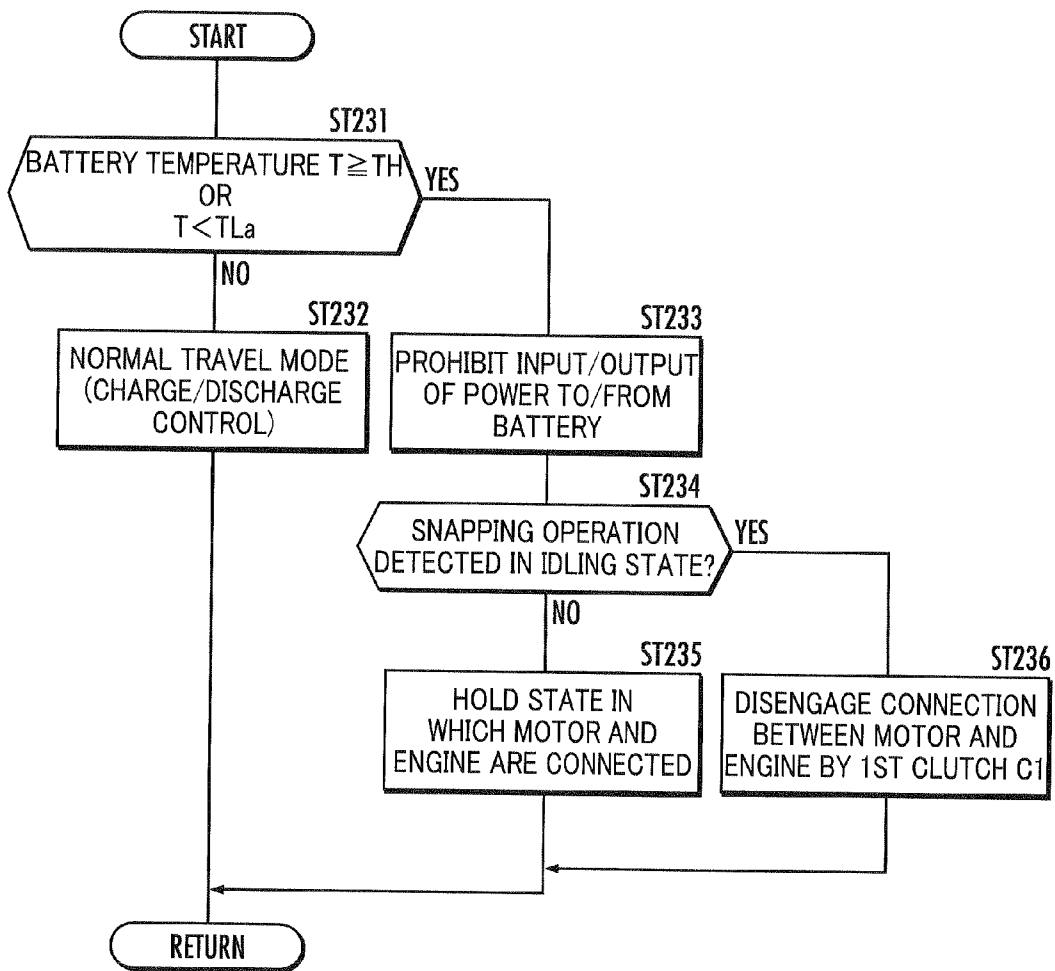 START
ST231
BATTERY TEMPERATURE T≧TH
OR
T<TLa
YES
NO
ST232
NORMAL TRAVEL MODE
(CHARGE/DISCHARGE
CONTROL)
ST233
PROHIBIT INPUT/OUTPUT
OF POWER TO/FROM
BATTERY
ST234
SNAPPING OPERATION
DETECTED IN IDLING STATE?
YES
NO
ST235
HOLD STATE IN
WHICH MOTOR AND
ENGINE ARE CONNECTED
ST236
DISENGAGE CONNECTION
BETWEEN MOTOR AND
ENGINE BY 1ST CLUTCH C1
RETURN